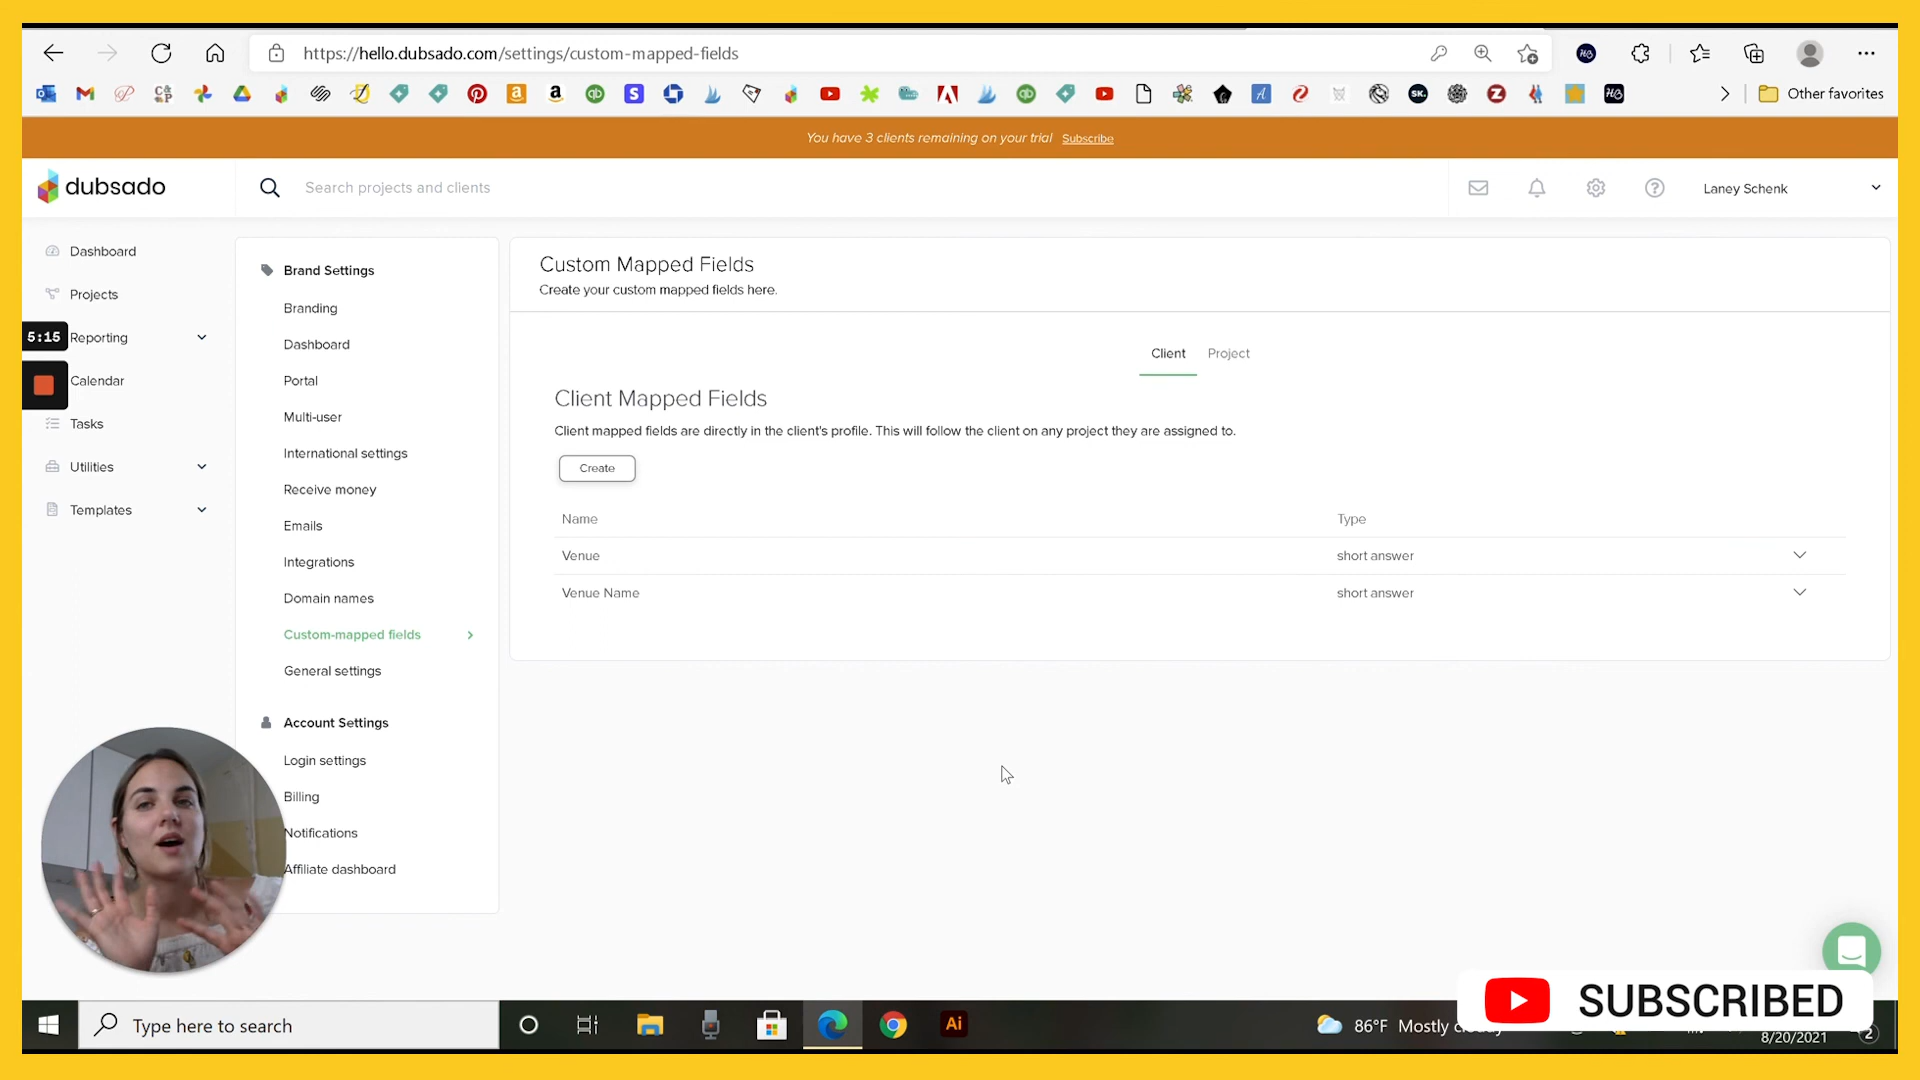 https://hello.dubsado.com/settings/custom-mapped-fields
Other favorites
You have 3 clients remaining on your trial Subscribe
dubsado
Search projects and clients
Laney Schenk
Dashboard
Projects
5:15
Reporting
Calendar
Tasks
Utilities
Templates
Brand Settings
Branding
Dashboard
Portal
Multi-user
International settings
Receive money
Emails
Integrations
Domain names
Custom-mapped fields
General settings
Account Settings
Login settings
Billing
Notifications
Affiliate dashboard
Custom Mapped Fields
Create your custom mapped fields here.
Client Project
Client Mapped Fields
Client mapped fields are directly in the client's profile. This will follow the client on any project they are assigned to.
Create
Name Type
Venue short answer
Venue Name short answer
SUBSCRIBED
Type here to search
Ai
86°F Mostly cloudy
8/20/2021
2